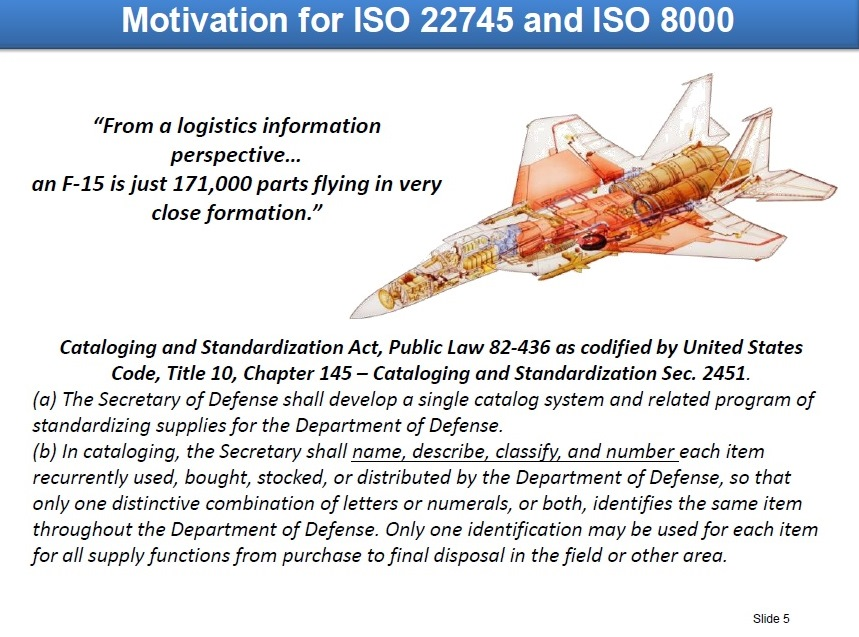 Motivation for ISO 22745 and ISO 8000
“From a logistics information
perspective…
an F-15 is just 171,000 parts flying in very
close formation.”
Cataloging and Standardization Act, Public Law 82-436 as codified by United States
Code, Title 10, Chapter 145 – Cataloging and Standardization Sec. 2451.
(a) The Secretary of Defense shall develop a single catalog system and related program of
standardizing supplies for the Department of Defense.
(b) In cataloging, the Secretary shall name, describe, classify, and number each item
recurrently used, bought, stocked, or distributed by the Department of Defense, so that
only one distinctive combination of letters or numerals, or both, identifies the same item
throughout the Department of Defense. Only one identification may be used for each item
for all supply functions from purchase to final disposal in the field or other area.
Slide 5